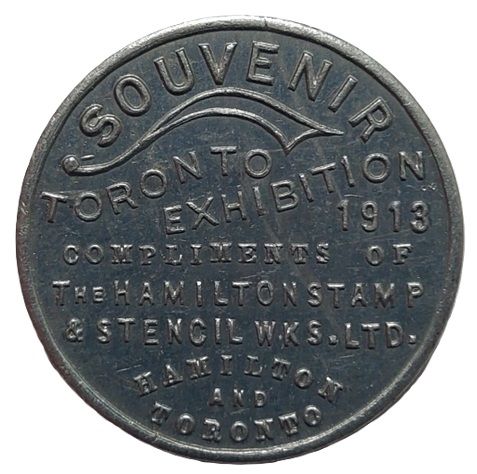 SOUVENIR
TORONTO
EXHIBITION
1913
COMPLIMENTS OF
THE HAMILTON STAMP
& STENCIL WKS. LTD.
HAMILTON
AND
TORONTO